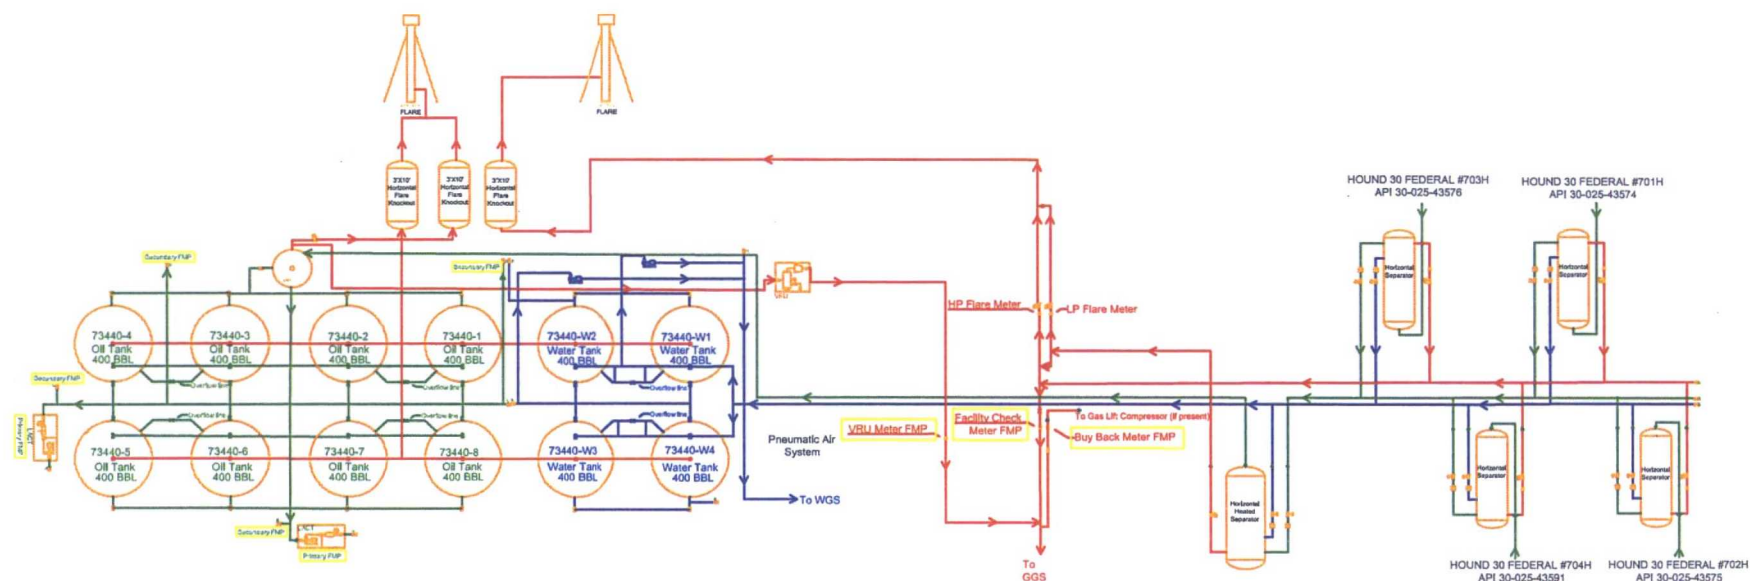 FLARE
FLARE
3'X10'
Horizontal
Flare
Knockout
3'X10'
Horizontal
Flare
Knockout
3'X10'
Horizontal
Flare
Knockout
HOUND 30 FEDERAL #703H
API 30-025-43576
HOUND 30 FEDERAL #701H
API 30-025-43574
Secondary FMP
Secondary FMP
VRU
Horizontal
Separator
Horizontal
Separator
HP Flare Meter
LP Flare Meter
73440-4
Oil Tank
400 BBL
73440-3
Oil Tank
400 BBL
73440-2
Oil Tank
400 BBL
73440-1
Oil Tank
400 BBL
73440-W2
Water Tank
400 BBL
73440-W1
Water Tank
400 BBL
Secondary FMP
Overflow line
Overflow line
Overflow line
LACT
Primary FMP
Overflow line
Overflow line
Overflow line
To Gas Lift Compressor (if present)
VRU Meter FMP
Facility Check
Meter FMP
Buy Back Meter FMP
Pneumatic Air
System
73440-5
Oil Tank
400 BBL
73440-6
Oil Tank
400 BBL
73440-7
Oil Tank
400 BBL
73440-8
Oil Tank
400 BBL
73440-W3
Water Tank
400 BBL
73440-W4
Water Tank
400 BBL
To WGS
Horizontal
Heated
Separator
Horizontal
Separator
Horizontal
Separator
Secondary FMP
LACT
Primary FMP
To
GGS
HOUND 30 FEDERAL #704H
API 30-025-43591
HOUND 30 FEDERAL #702H
API 30-025-43575